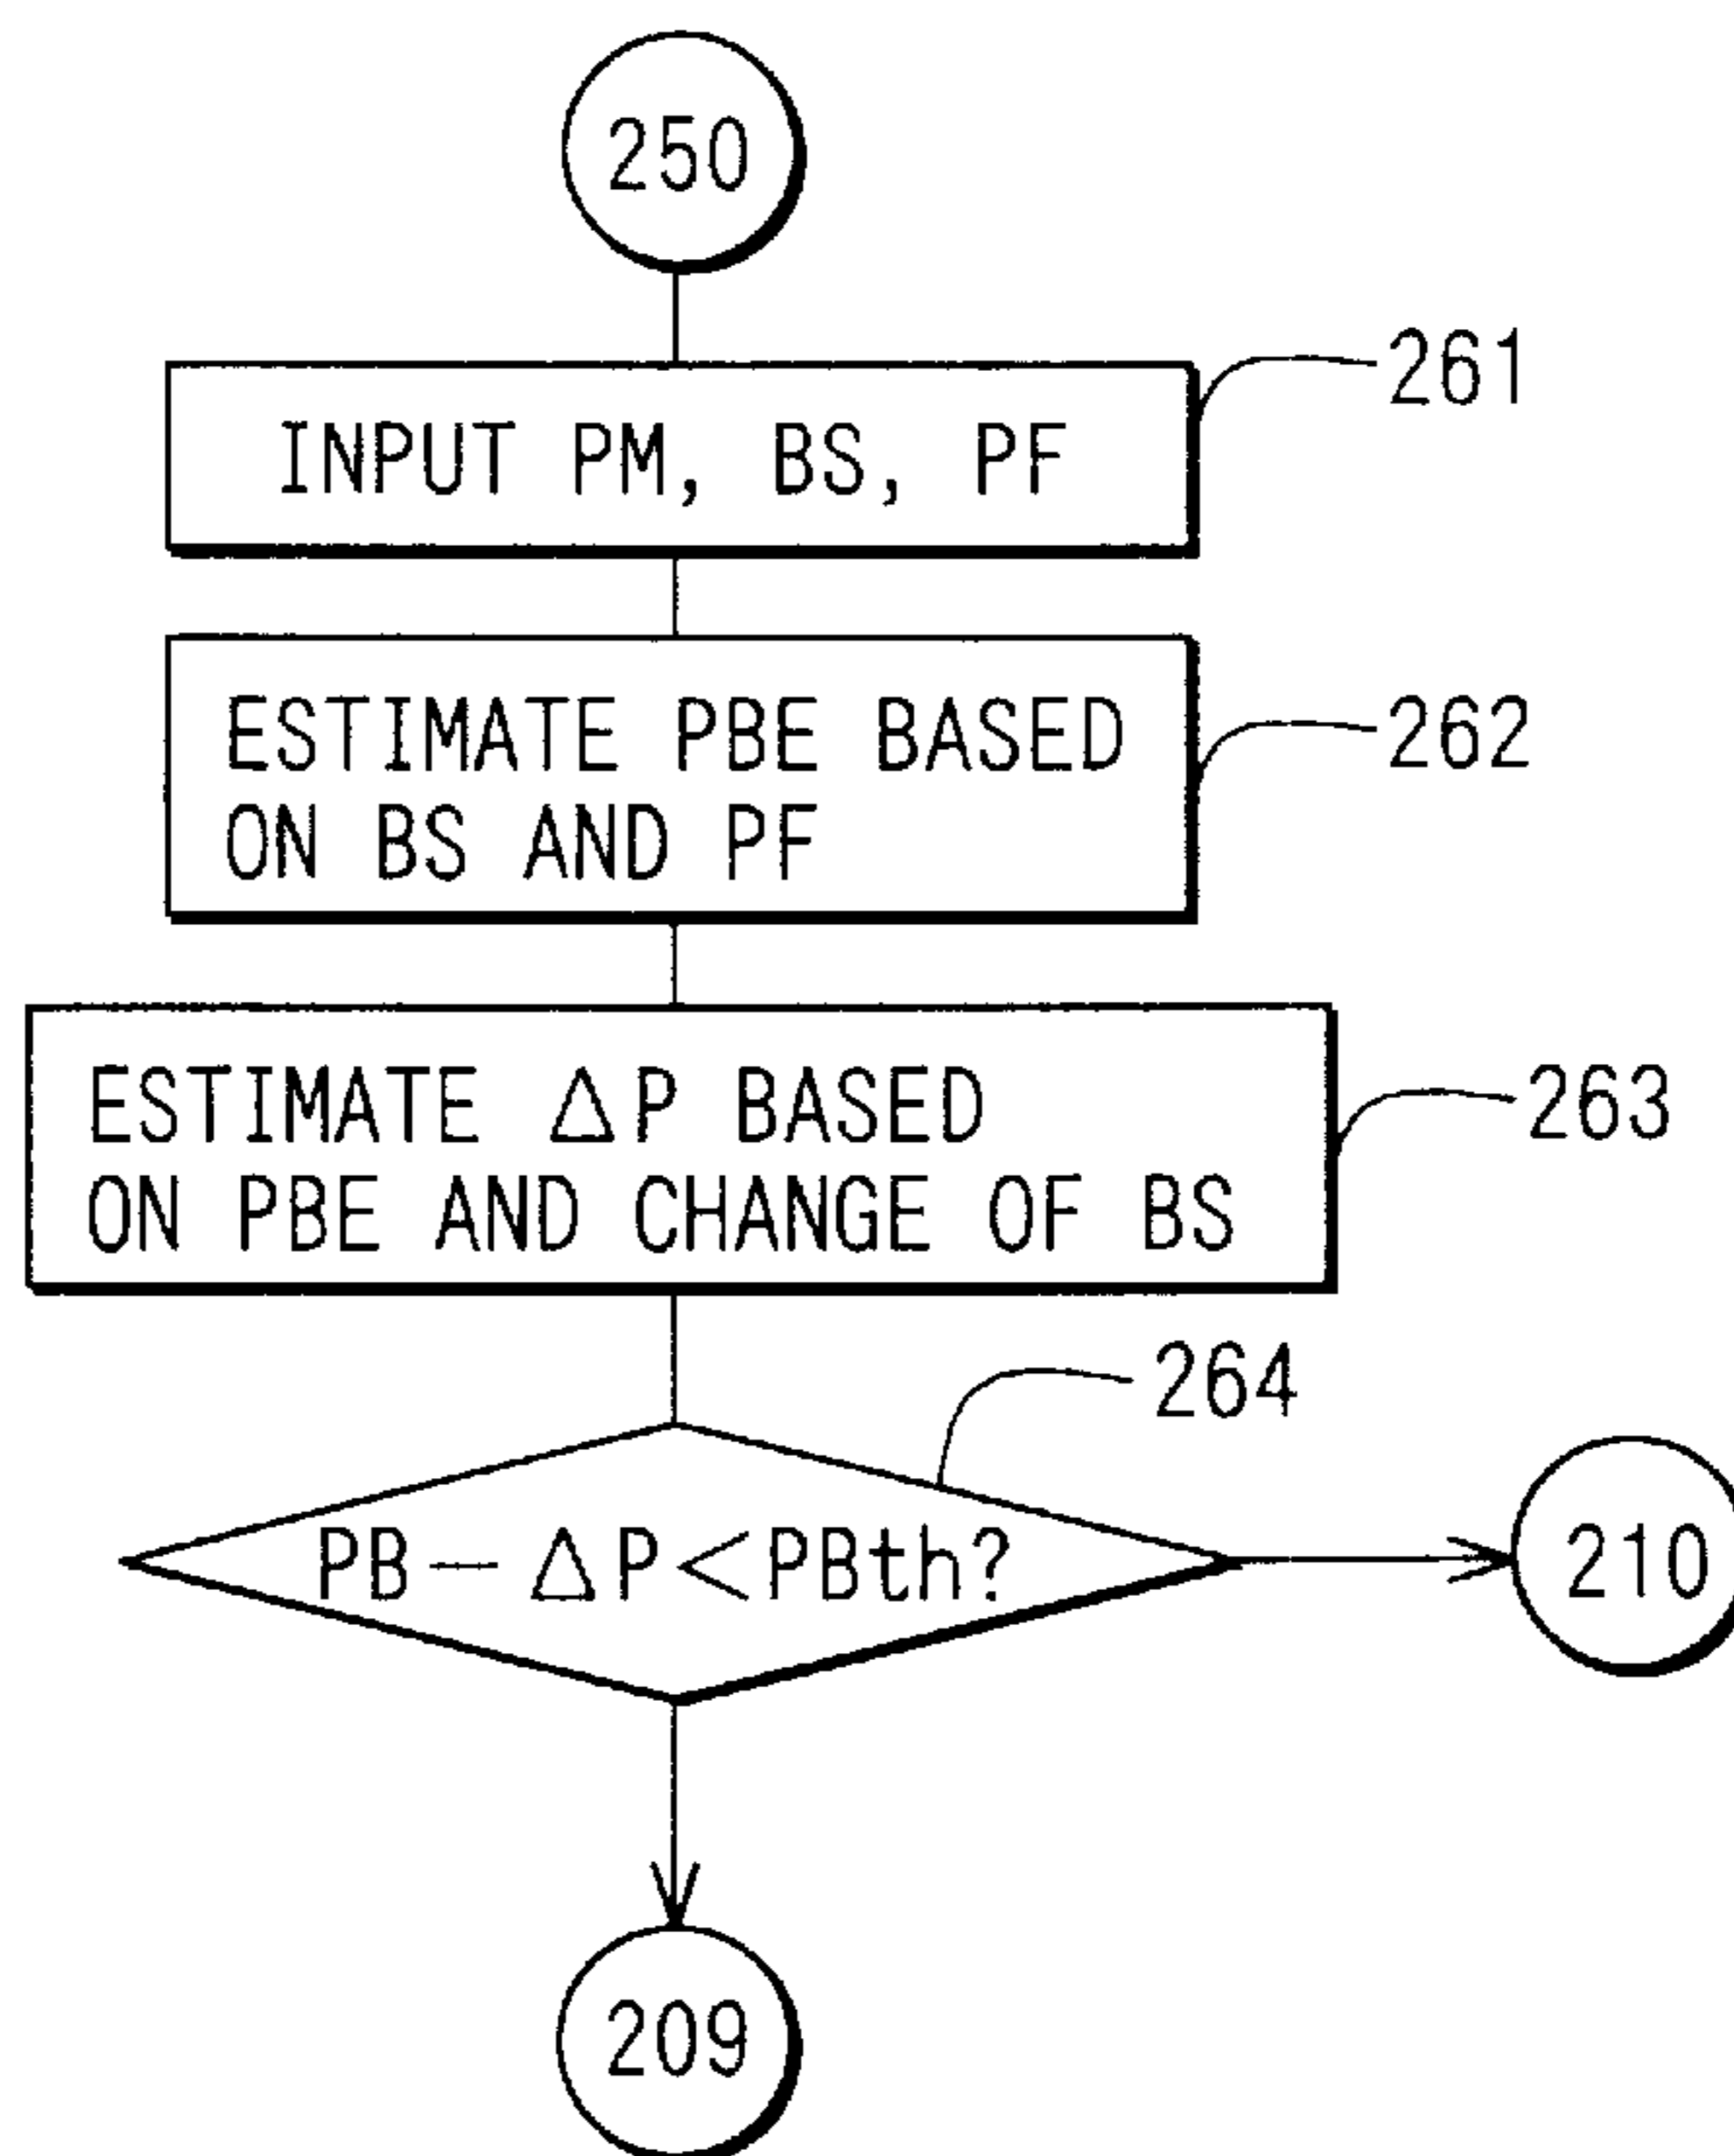 250
261
INPUT PM, BS, PF
262
ESTIMATE PBE BASED
ON BS AND PF
263
ESTIMATE ΔP BASED
ON PBE AND CHANGE OF BS
264
PB－ΔP<PBth?
210
209